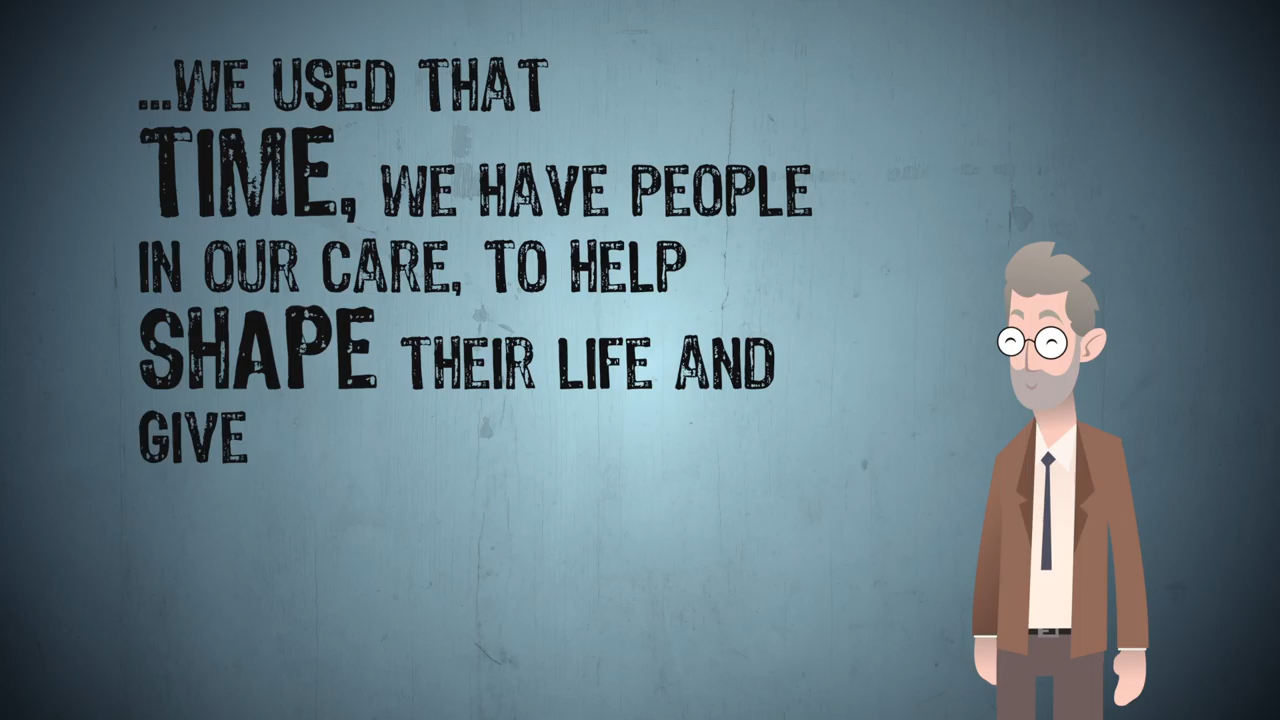 ...WE USED THAT
TIME, WE HAVE PEOPLE
IN OUR CARE, TO HELP
SHAPE THEIR LIFE AND
GIVE